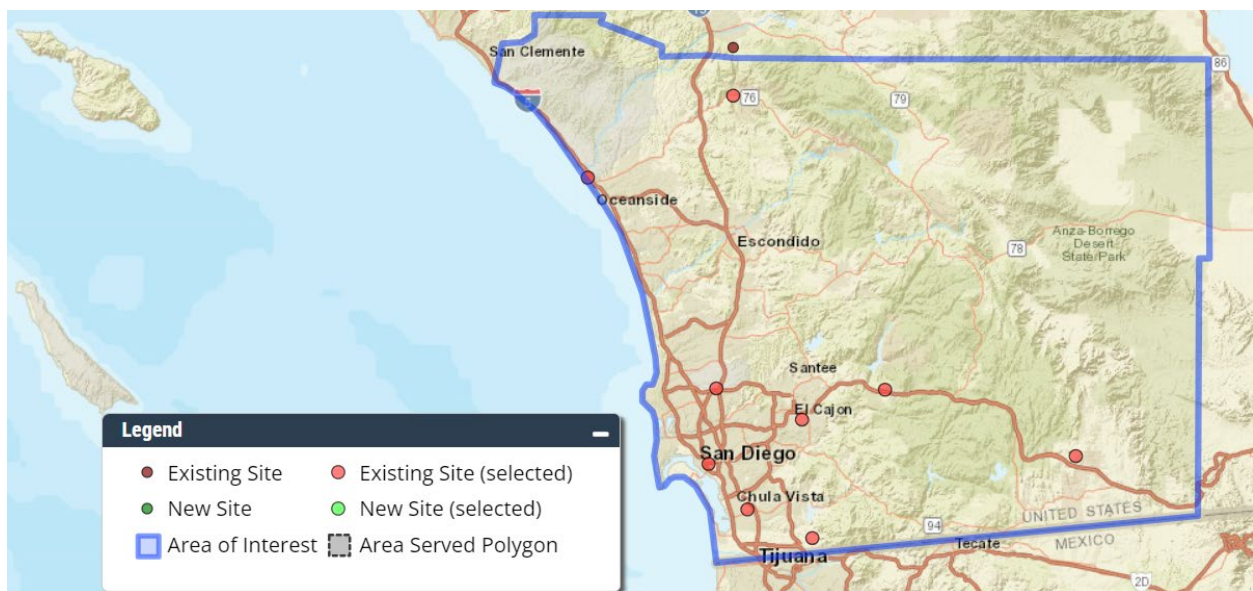 15
San Clemente
86
5
76
79
Oceanside
Escondido
Anza-Borrego
Desert
State Park
78
Santee
El Cajon
San Diego
Chula Vista
94
UNITED STATES
MEXICO
Tecate
Tijuana
2D
Legend
Existing Site
Existing Site (selected)
New Site
New Site (selected)
Area of Interest
Area Served Polygon